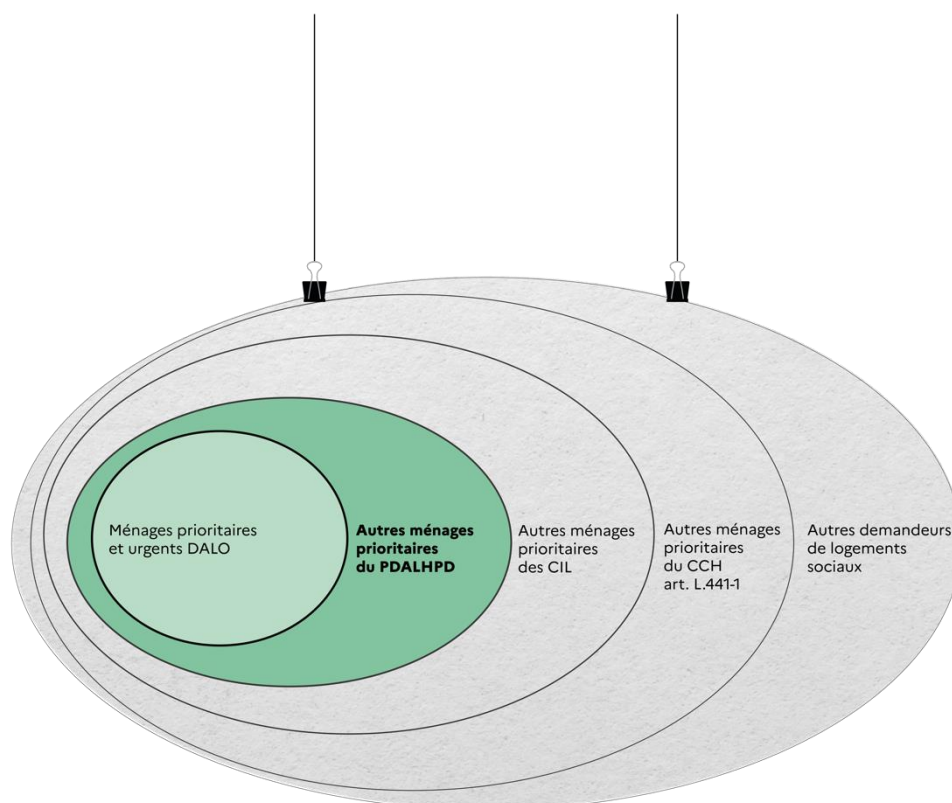 Ménages prioritaires
et urgents DALO
Autres ménages
prioritaires
du PDALHPD
Autres ménages
prioritaires
des CIL
Autres ménages
prioritaires
du CCH
art. L.441-1
Autres demandeurs
de logements
sociaux